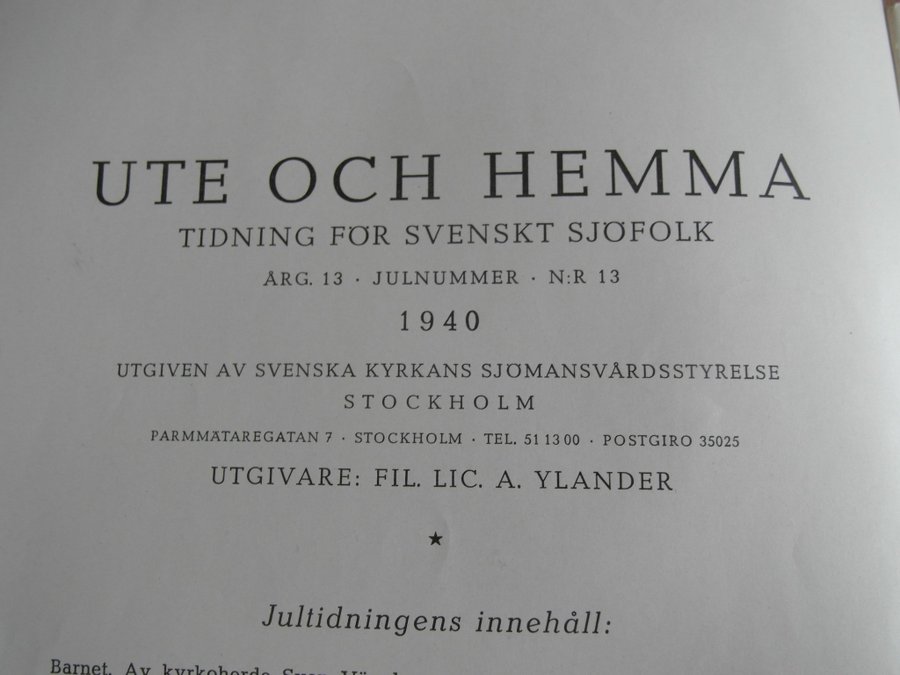 UTE OCH HEMMA
TIDNING FÖR SVENSKT SJÖFOLK
ÅRG. 13 · JULNUMMER · N:R 13
1940
UTGIVEN AV SVENSKA KYRKANS SJÖMANSVÅRDSSTYRELSE
STOCKHOLM
PARMMÄTAREGATAN 7 · STOCKHOLM · TEL. 51 13 00 · POSTGIRO 35025
UTGIVARE: FIL. LIC. A. YLANDER
★
Jultidningens innehåll:
Barnet. Av kyrkoherde Sven